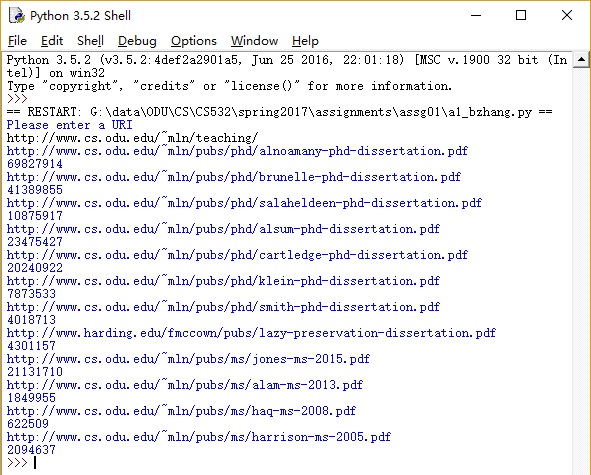 Python 3.5.2 Shell
File Edit Shell Debug Options Window Help
Python 3.5.2 (v3.5.2:4def2a2901a5, Jun 25 2016, 22:01:18) [MSC v.1900 32 bit (In
tel)] on win32
Type "copyright", "credits" or "license()" for more information.
>>>
== RESTART: G:\data\ODU\CS\CS532\spring2017\assignments\assg01\a1_bzhang.py ==
Please enter a URI
http://www.cs.odu.edu/~mln/teaching/
http://www.cs.odu.edu/~mln/pubs/phd/alnoamany-phd-dissertation.pdf
69827914
http://www.cs.odu.edu/~mln/pubs/phd/brunelle-phd-dissertation.pdf
41389855
http://www.cs.odu.edu/~mln/pubs/phd/salaheldeen-phd-dissertation.pdf
10875917
http://www.cs.odu.edu/~mln/pubs/phd/alsum-phd-dissertation.pdf
23475427
http://www.cs.odu.edu/~mln/pubs/phd/cartledge-phd-dissertation.pdf
20240922
http://www.cs.odu.edu/~mln/pubs/phd/klein-phd-dissertation.pdf
7873533
http://www.cs.odu.edu/~mln/pubs/phd/smith-phd-dissertation.pdf
4018713
http://www.harding.edu/fmccown/pubs/lazy-preservation-dissertation.pdf
4301157
http://www.cs.odu.edu/~mln/pubs/ms/jones-ms-2015.pdf
21131710
http://www.cs.odu.edu/~mln/pubs/ms/alam-ms-2013.pdf
1849955
http://www.cs.odu.edu/~mln/pubs/ms/haq-ms-2008.pdf
622509
http://www.cs.odu.edu/~mln/pubs/ms/harrison-ms-2005.pdf
2094637
>>>